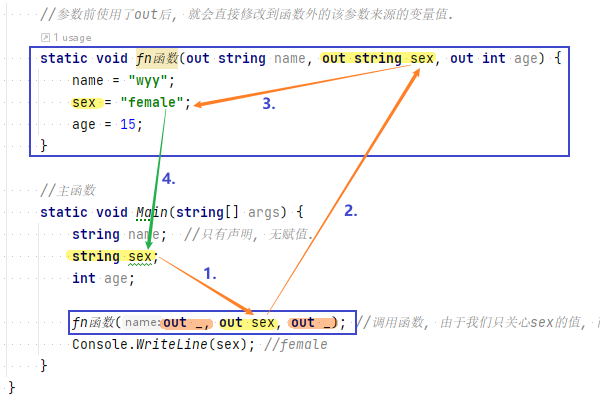 //参数前使用了out后, 就会直接修改到函数外的该参数来源的变量值.
1 usage
static void fn函数(out string name, out string sex, out int age) {
name = "wyy";
sex = "female";
age = 15;
}
3.
4.
//主函数
static void Main(string[] args) {
2.
string name; //只有声明, 无赋值.
string sex;
1.
int age;
fn函数( name: out _, out sex, out _); //调用函数, 由于我们只关心sex的值,
Console.WriteLine(sex); //female
}
}